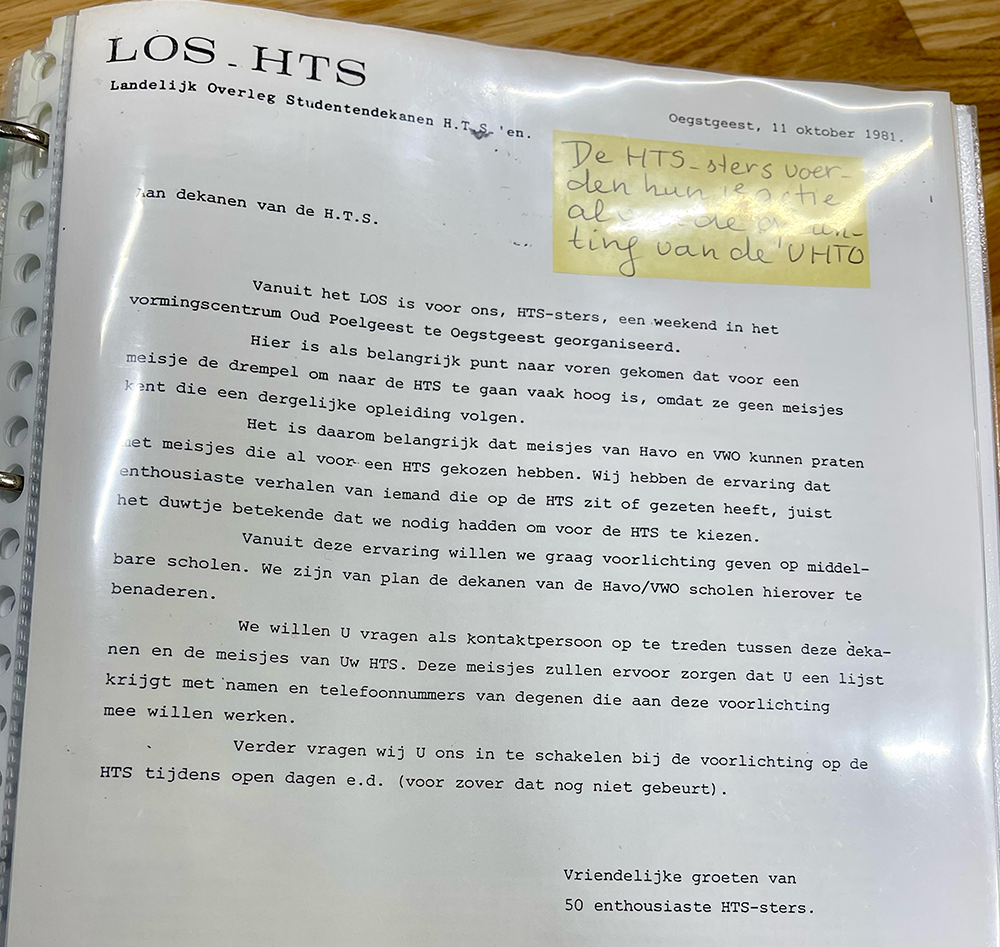 LOS - HTS
Landelijk Overleg Studentendekanen H.T.S.'en.
Oegstgeest, 11 oktober 1981.
De HTS-sters voer-
den hun actie
de
ting van de VHTO
Aan dekanen van de H.T.S.
Vanuit het LOS is voor ons, HTS-sters, een weekend in het
vormingscentrum Oud Poelgeest te Oegstgeest georganiseerd.
Hier is als belangrijk punt naar voren gekomen dat voor een
meisje de drempel om naar de HTS te gaan vaak hoog is, omdat ze geen meisjes
kent die een dergelijke opleiding volgen.
Het is daarom belangrijk dat meisjes van Havo en VWO kunnen praten
met meisjes die al voor een HTS gekozen hebben. Wij hebben de ervaring dat
enthousiaste verhalen van iemand die op de HTS zit of gezeten heeft, juist
het duwtje betekende dat we nodig hadden om voor de HTS te kiezen.
Vanuit deze ervaring willen we graag voorlichting geven op middel-
bare scholen. We zijn van plan de dekanen van de Havo/VWO scholen hierover te
benaderen.
We willen U vragen als kontaktpersoon op te treden tussen deze deka-
nen en de meisjes van Uw HTS. Deze meisjes zullen ervoor zorgen dat U een lijst
krijgt met namen en telefoonnummers van degenen die aan deze voorlichting
mee willen werken.
Verder vragen wij U ons in te schakelen bij de voorlichting op de
HTS tijdens open dagen e.d. (voor zover dat nog niet gebeurt).
Vriendelijke groeten van
50 enthousiaste HTS-sters.